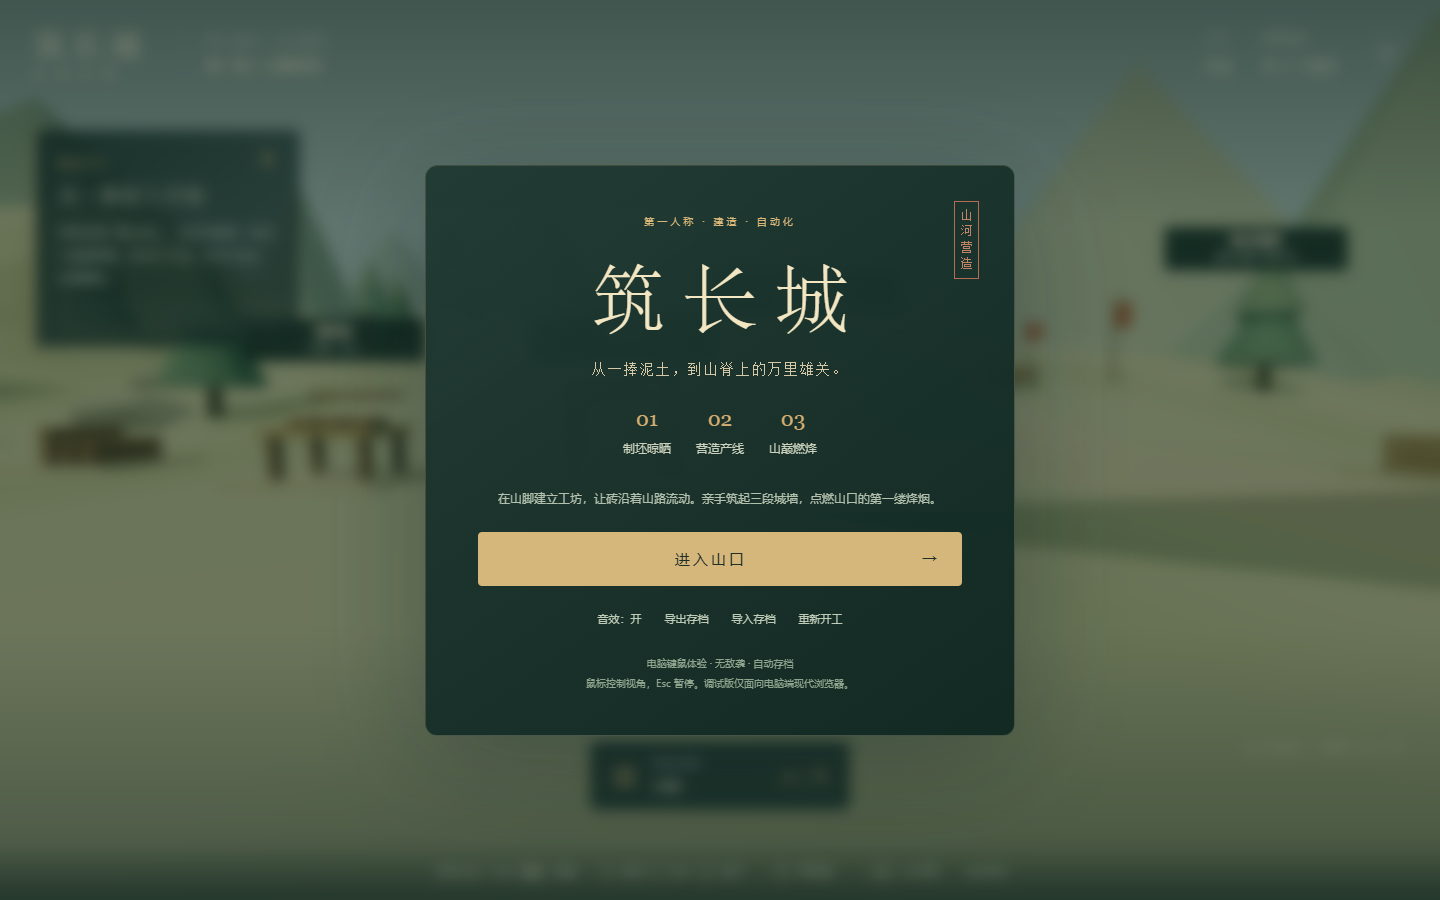 第一人称 · 建造 · 自动化
山河营造
筑长城
从一捧泥土，到山脊上的万里雄关。
01 02 03
制坯晾晒 营造产线 山巅燃烽
在山脚建立工坊，让砖沿着山路流动。亲手筑起三段城墙，点燃山口的第一缕烽烟。
进入山口 →
音效：开 导出存档 导入存档 重新开工
电脑键鼠体验 · 无敌袭 · 自动存档
鼠标控制视角，Esc 暂停。调试版仅面向电脑端现代浏览器。